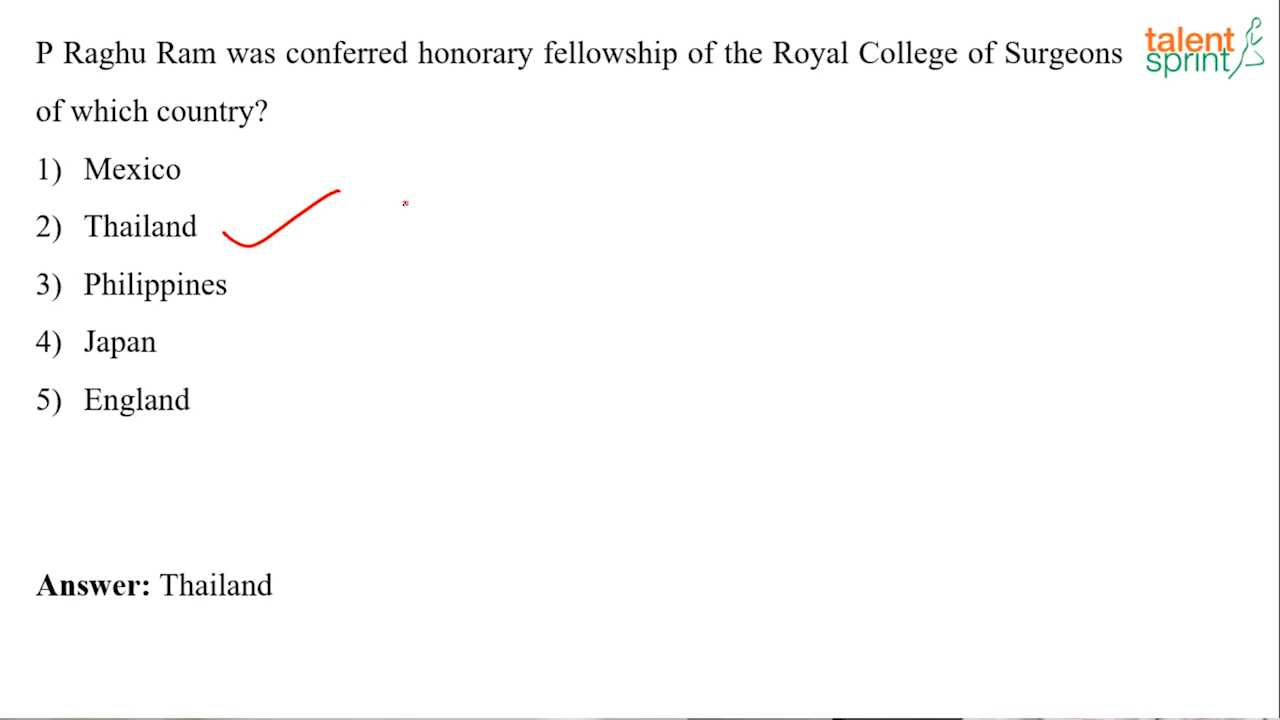 P Raghu Ram was conferred honorary fellowship of the Royal College of Surgeons
of which country?
1) Mexico
2) Thailand
3) Philippines
4) Japan
5) England
Answer: Thailand
talent
sprint